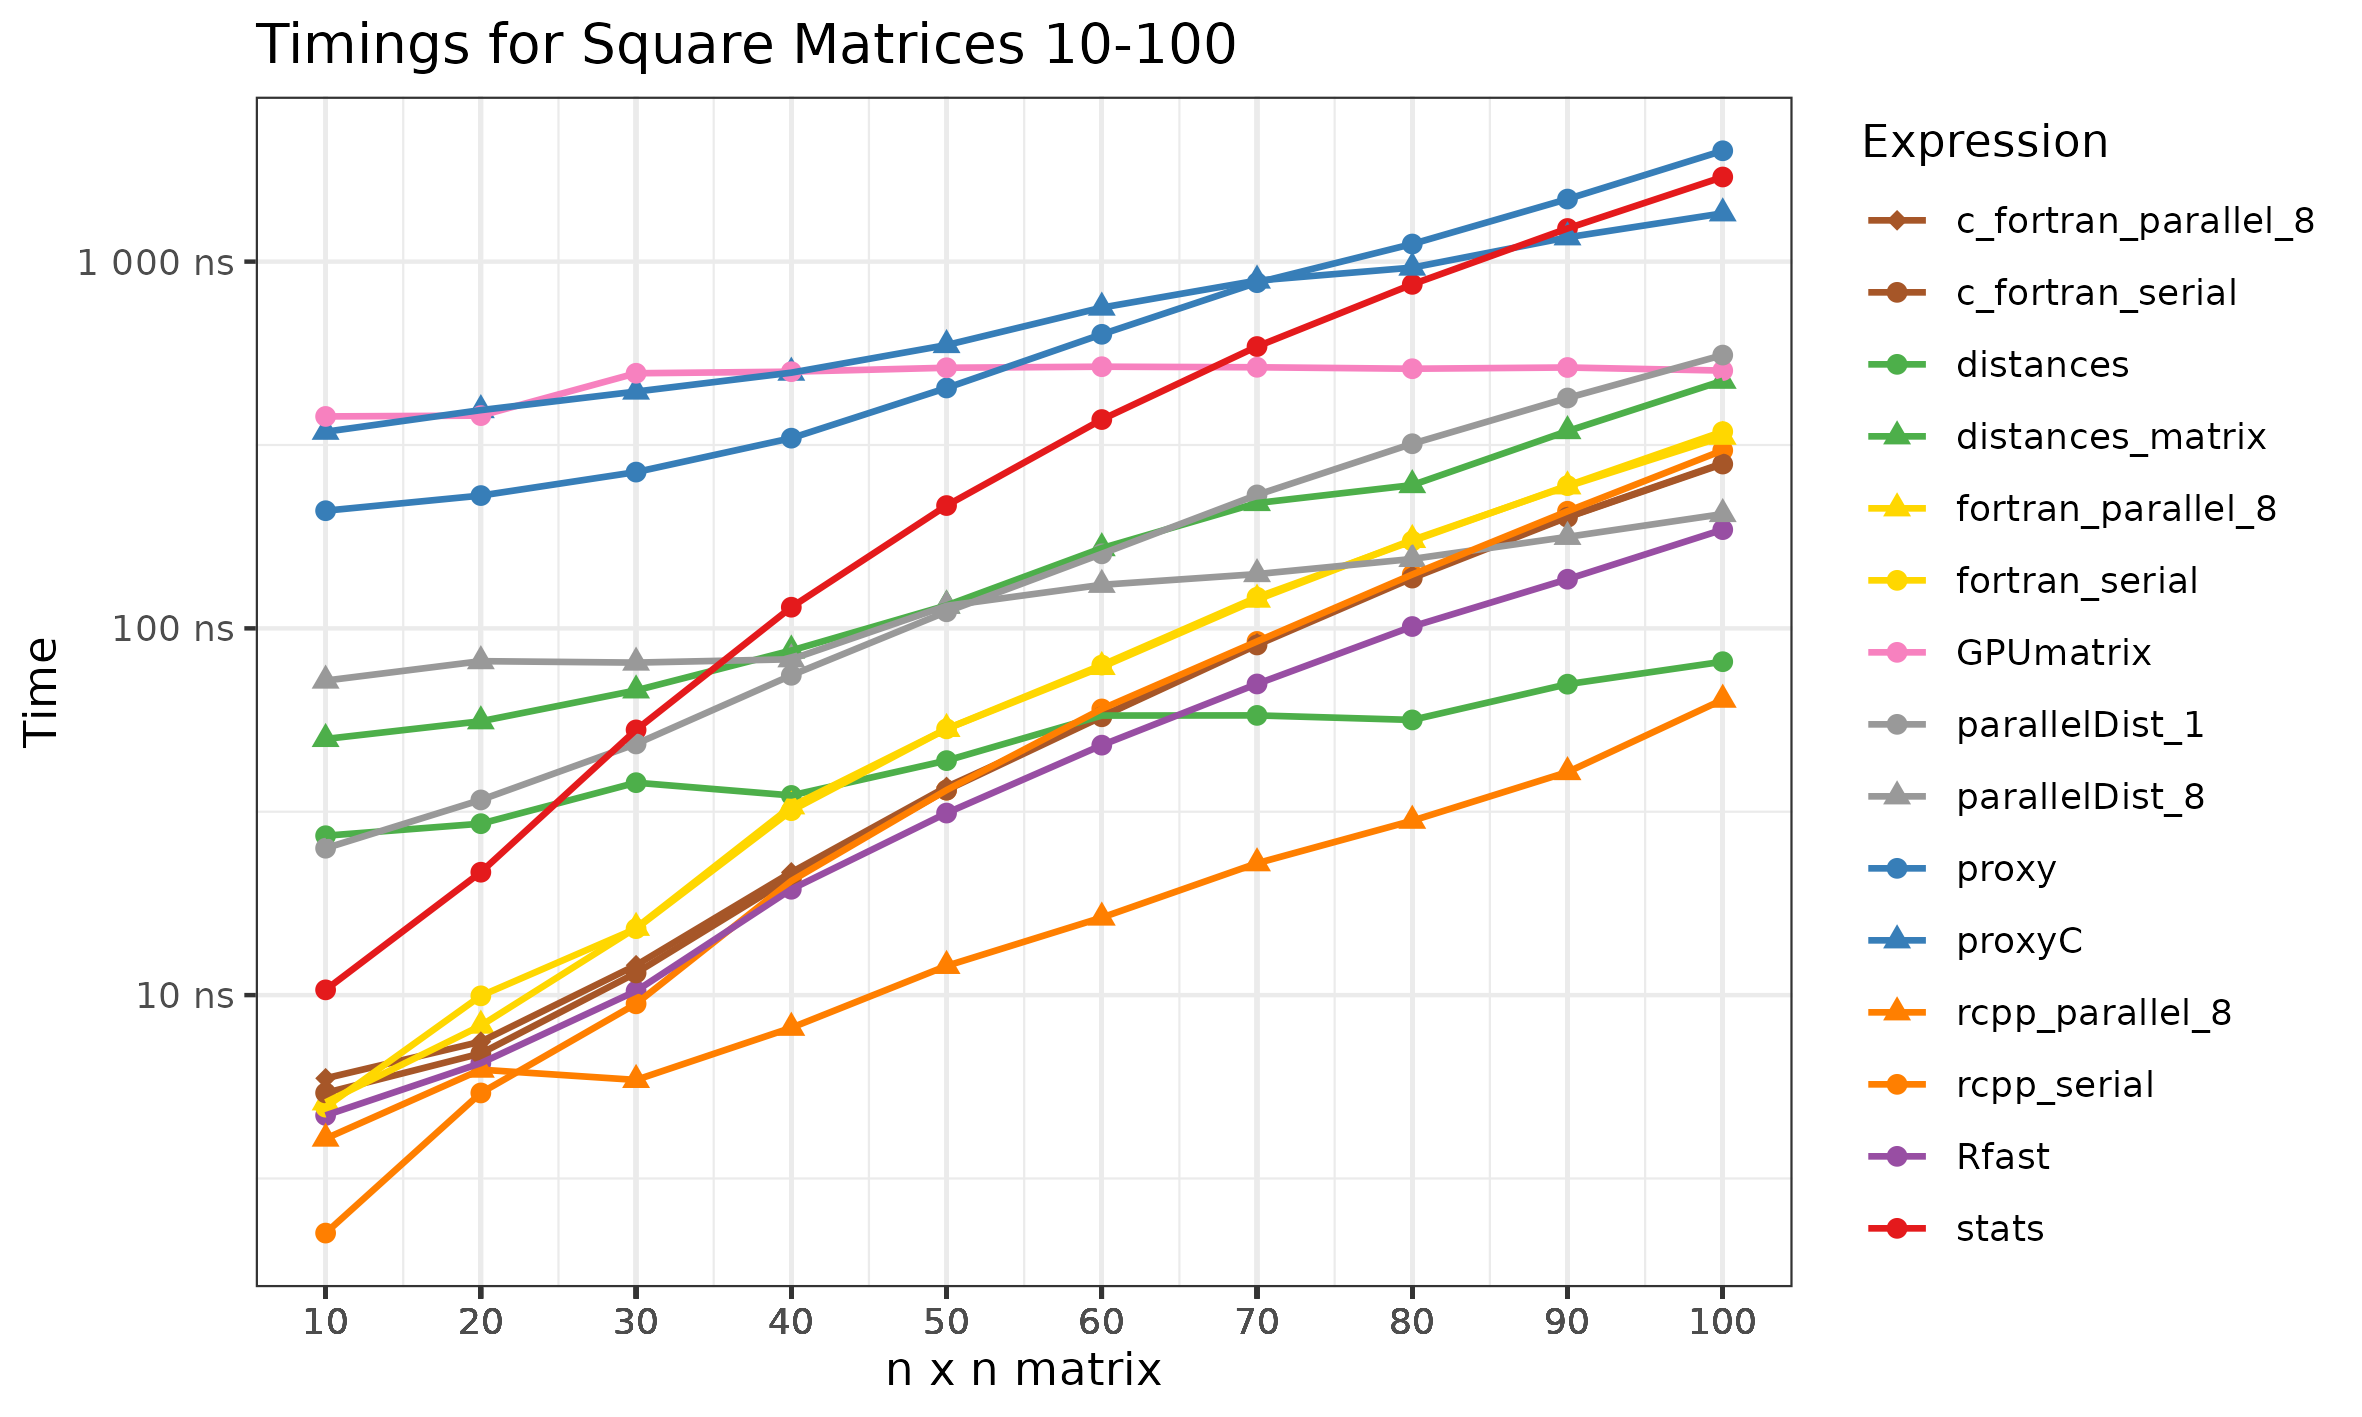 Timings for Square Matrices 10-100
Time
1 000 ns
100 ns
10 ns
10 20 30 40 50 60 70 80 90 100
n x n matrix
Expression
c_fortran_parallel_8
c_fortran_serial
distances
distances_matrix
fortran_parallel_8
fortran_serial
GPUmatrix
parallelDist_1
parallelDist_8
proxy
proxyC
rcpp_parallel_8
rcpp_serial
Rfast
stats